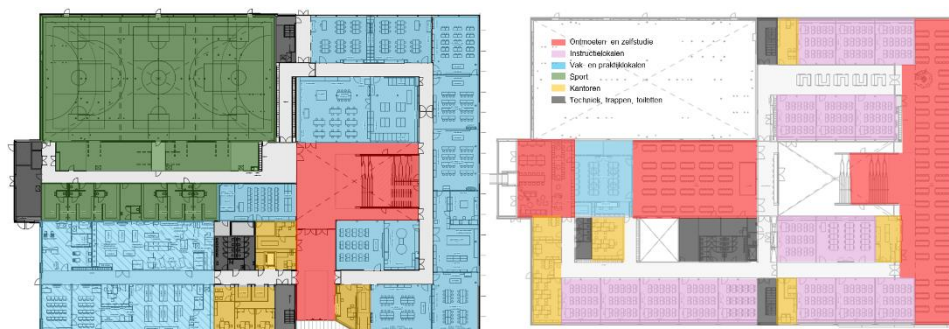 Ontmoeten- en zelfstudie
Instructielokalen
Vak- en praktijklokalen
Sport
Kantoren
Techniek, trappen, toiletten